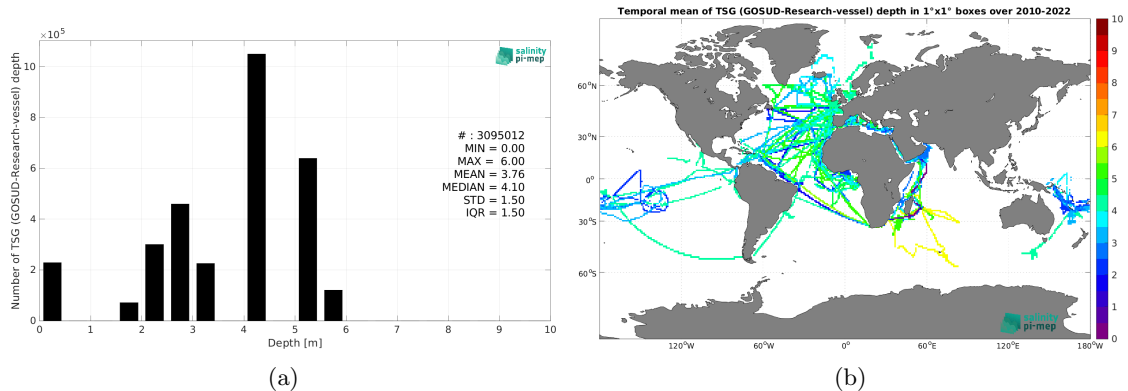 ×10⁵
10
8
6
4
2
0
0 1 2 3 4 5 6 7 8 9 10
Number of TSG (GOSUD-Research-vessel) depth
Depth [m]
salinity
pi-mep
# : 3095012
MIN = 0.00
MAX = 6.00
MEAN = 3.76
MEDIAN = 4.10
STD = 1.50
IQR = 1.50
(a)
Temporal mean of TSG (GOSUD-Research-vessel) depth in 1°x1° boxes over 2010-2022
60°N
30°N
0°
30°S
60°S
120°W 60°W 0° 60°E 120°E 180°W
salinity
pi-mep
10
9
8
7
6
5
4
3
2
1
0
(b)